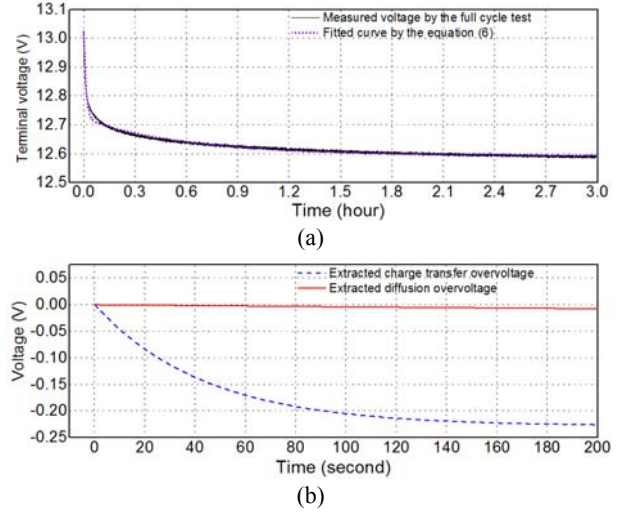 13.1
13.0
12.9
12.8
12.7
12.6
12.5
Terminal voltage (V)
Measured voltage by the full cycle test
Fitted curve by the equation (6)
0.0 0.3 0.6 0.9 1.2 1.5 1.8 2.1 2.4 2.7 3.0
Time (hour)
(a)
0.05
0.00
-0.05
-0.10
-0.15
-0.20
-0.25
Voltage (V)
Extracted charge transfer overvoltage
Extracted diffusion overvoltage
0 20 40 60 80 100 120 140 160 180 200
Time (second)
(b)